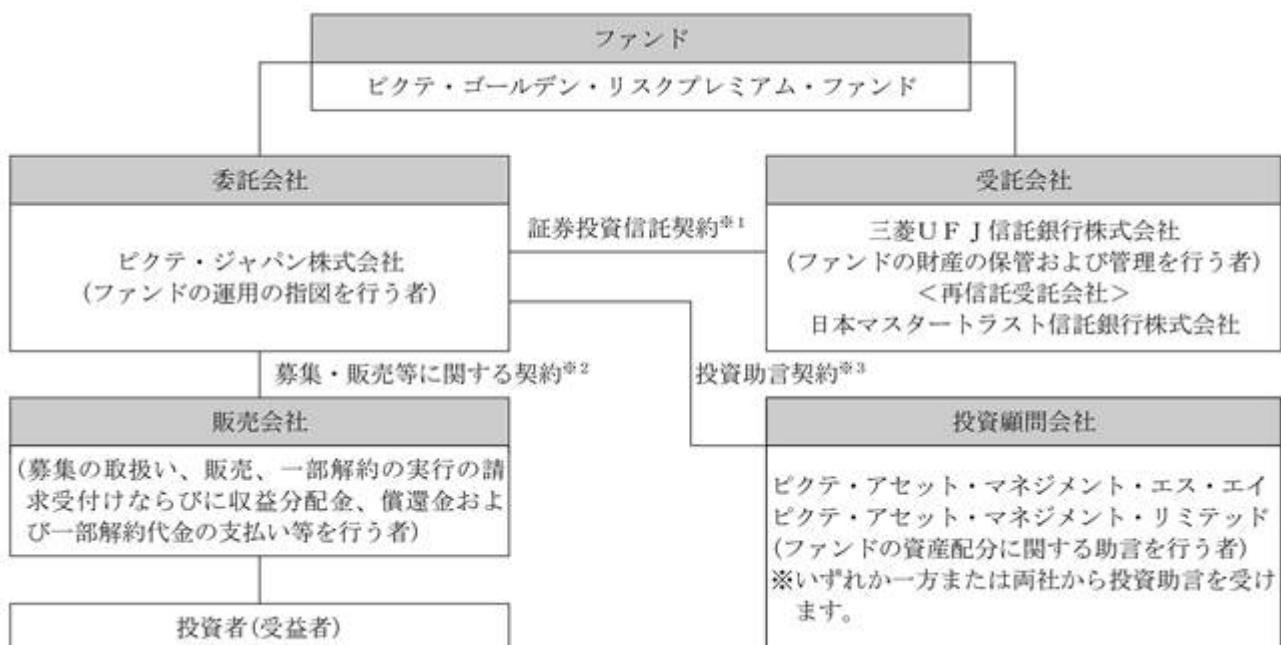 ファンド
ピクテ・ゴールデン・リスクプレミアム・ファンド
委託会社
ピクテ・ジャパン株式会社
(ファンドの運用の指図を行う者)
証券投資信託契約※1
受託会社
三菱ＵＦＪ信託銀行株式会社
(ファンドの財産の保管および管理を行う者)
＜再信託受託会社＞
日本マスタートラスト信託銀行株式会社
募集・販売等に関する契約※2
投資助言契約※3
販売会社
(募集の取扱い、販売、一部解約の実行の請
求受付けならびに収益分配金、償還金およ
び一部解約代金の支払い等を行う者)
投資顧問会社
ピクテ・アセット・マネジメント・エス・エイ
ピクテ・アセット・マネジメント・リミテッド
(ファンドの資産配分に関する助言を行う者)
※いずれか一方または両社から投資助言を受け
ます。
投資者(受益者)